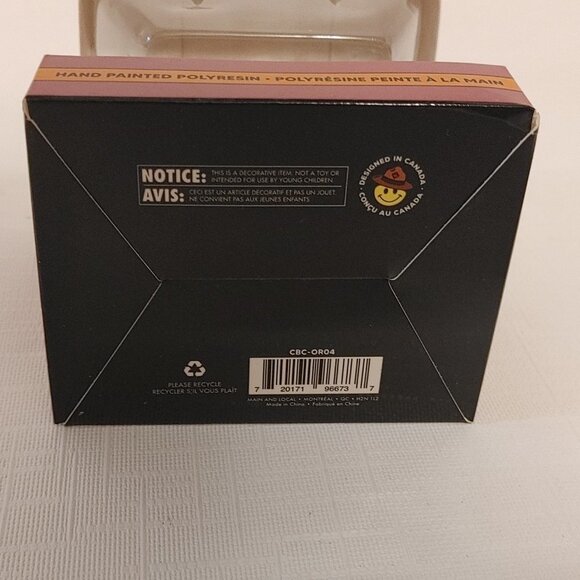 HAND PAINTED POLYRESIN • POLYRÉSINE PEINTE À LA MAIN
NOTICE: THIS IS A DECORATIVE ITEM. NOT A TOY OR
INTENDED FOR USE BY YOUNG CHILDREN
AVIS: CECI EST UN ARTICLE DÉCORATIF ET PAS UN JOUET.
NE CONVIENT PAS AUX JEUNES ENFANTS
DESIGNED IN CANADA
CONÇU AU CANADA
CBC-OR04
PLEASE RECYCLE
RECYCLER S'IL VOUS PLAÎT
7 20171 96673 7
MAIN AND LOCAL • MONTRÉAL • QC • H2N 1L2
Made in China • Fabriqué en Chine